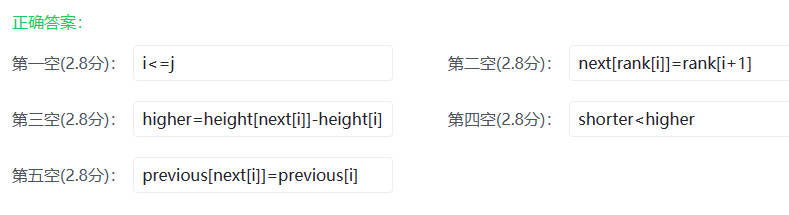 正确答案：
第一空(2.8分)： i<=j 第二空(2.8分)： next[rank[i]]=rank[i+1]
第三空(2.8分)： higher=height[next[i]]-height[i] 第四空(2.8分)： shorter<higher
第五空(2.8分)： previous[next[i]]=previous[i]